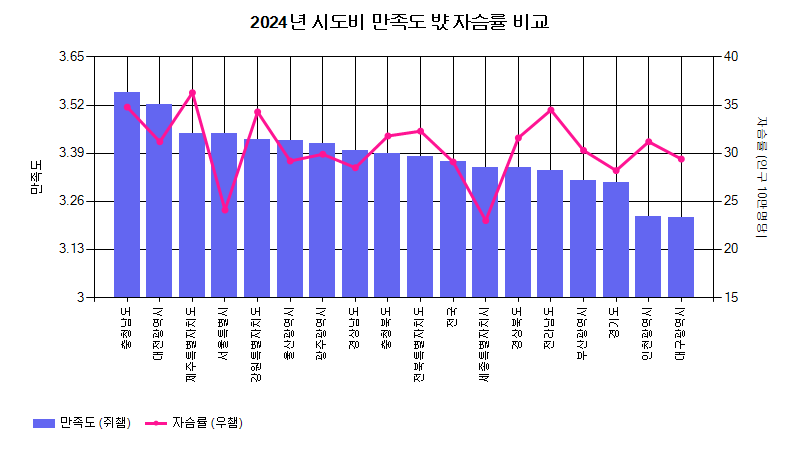 2024년 시도비 만족도 자슴률 비교
만족도
3.65
3.52
3.39
3.26
3.13
3
40
35
30
25
20
15
자슴률 (인구 10만명당)
충청남도
대전광역시
제주특별자치도
서울특별시
강원특별자치도
울산광역시
광주광역시
경상남도
충청북도
전북특별자치도
전국
세종특별자치시
경상북도
전라남도
부산광역시
경기도
인천광역시
대구광역시
만족도 (쥐챔)
자슴률 (우챔)